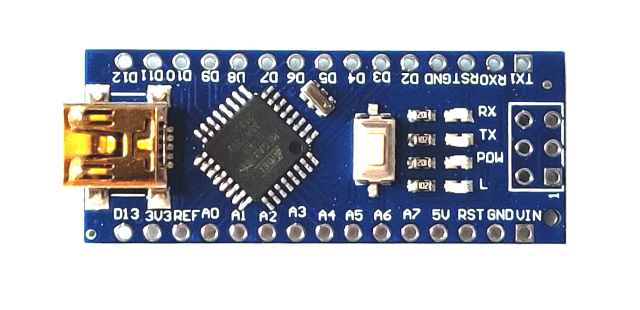 TX1 RX0 RST GND D2 D3 D4 D5 D6 D7 D8 D9 D10 D11 D12
RX
TX
POW
L
1
D13 3V3 REF A0 A1 A2 A3 A4 A5 A6 A7 5V RST GND VIN